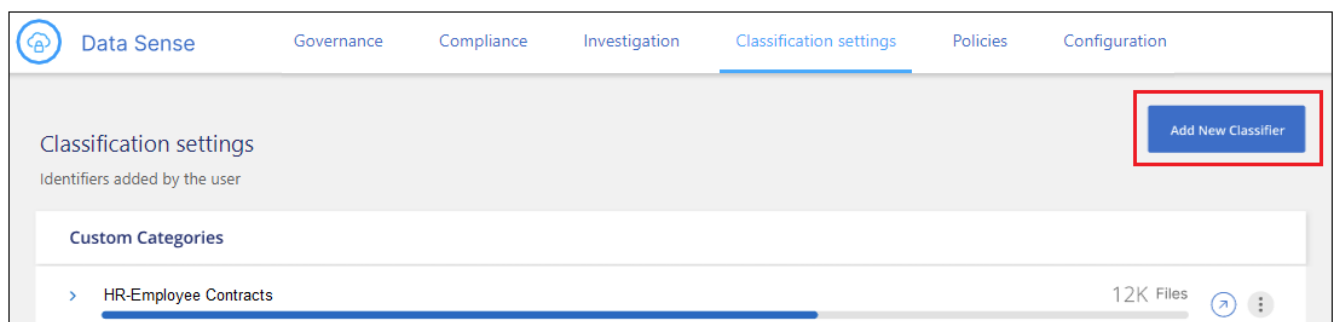 Data Sense Governance Compliance Investigation Classification settings Policies Configuration
Add New Classifier
Classification settings
Identifiers added by the user
Custom Categories
HR-Employee Contracts 12K Files